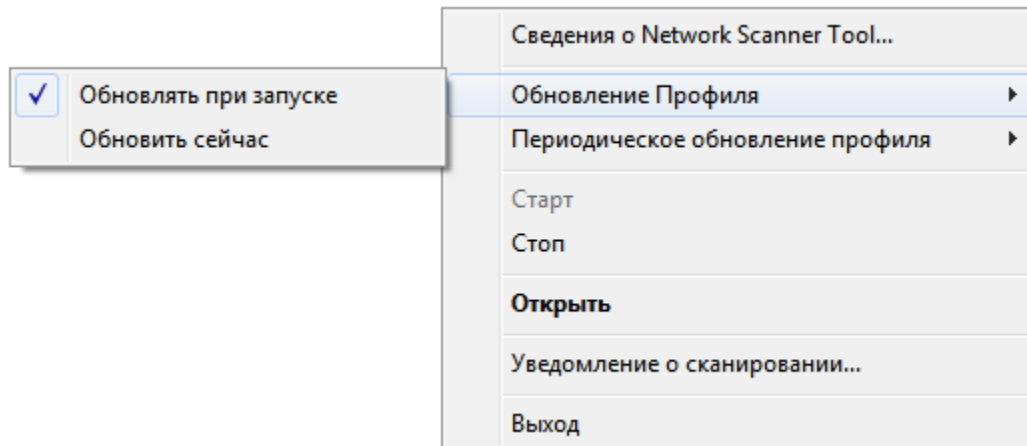 Сведения о Network Scanner Tool...
Обновление Профиля
Обновлять при запуске
Обновить сейчас
Периодическое обновление профиля
Старт
Стоп
Открыть
Уведомление о сканировании...
Выход